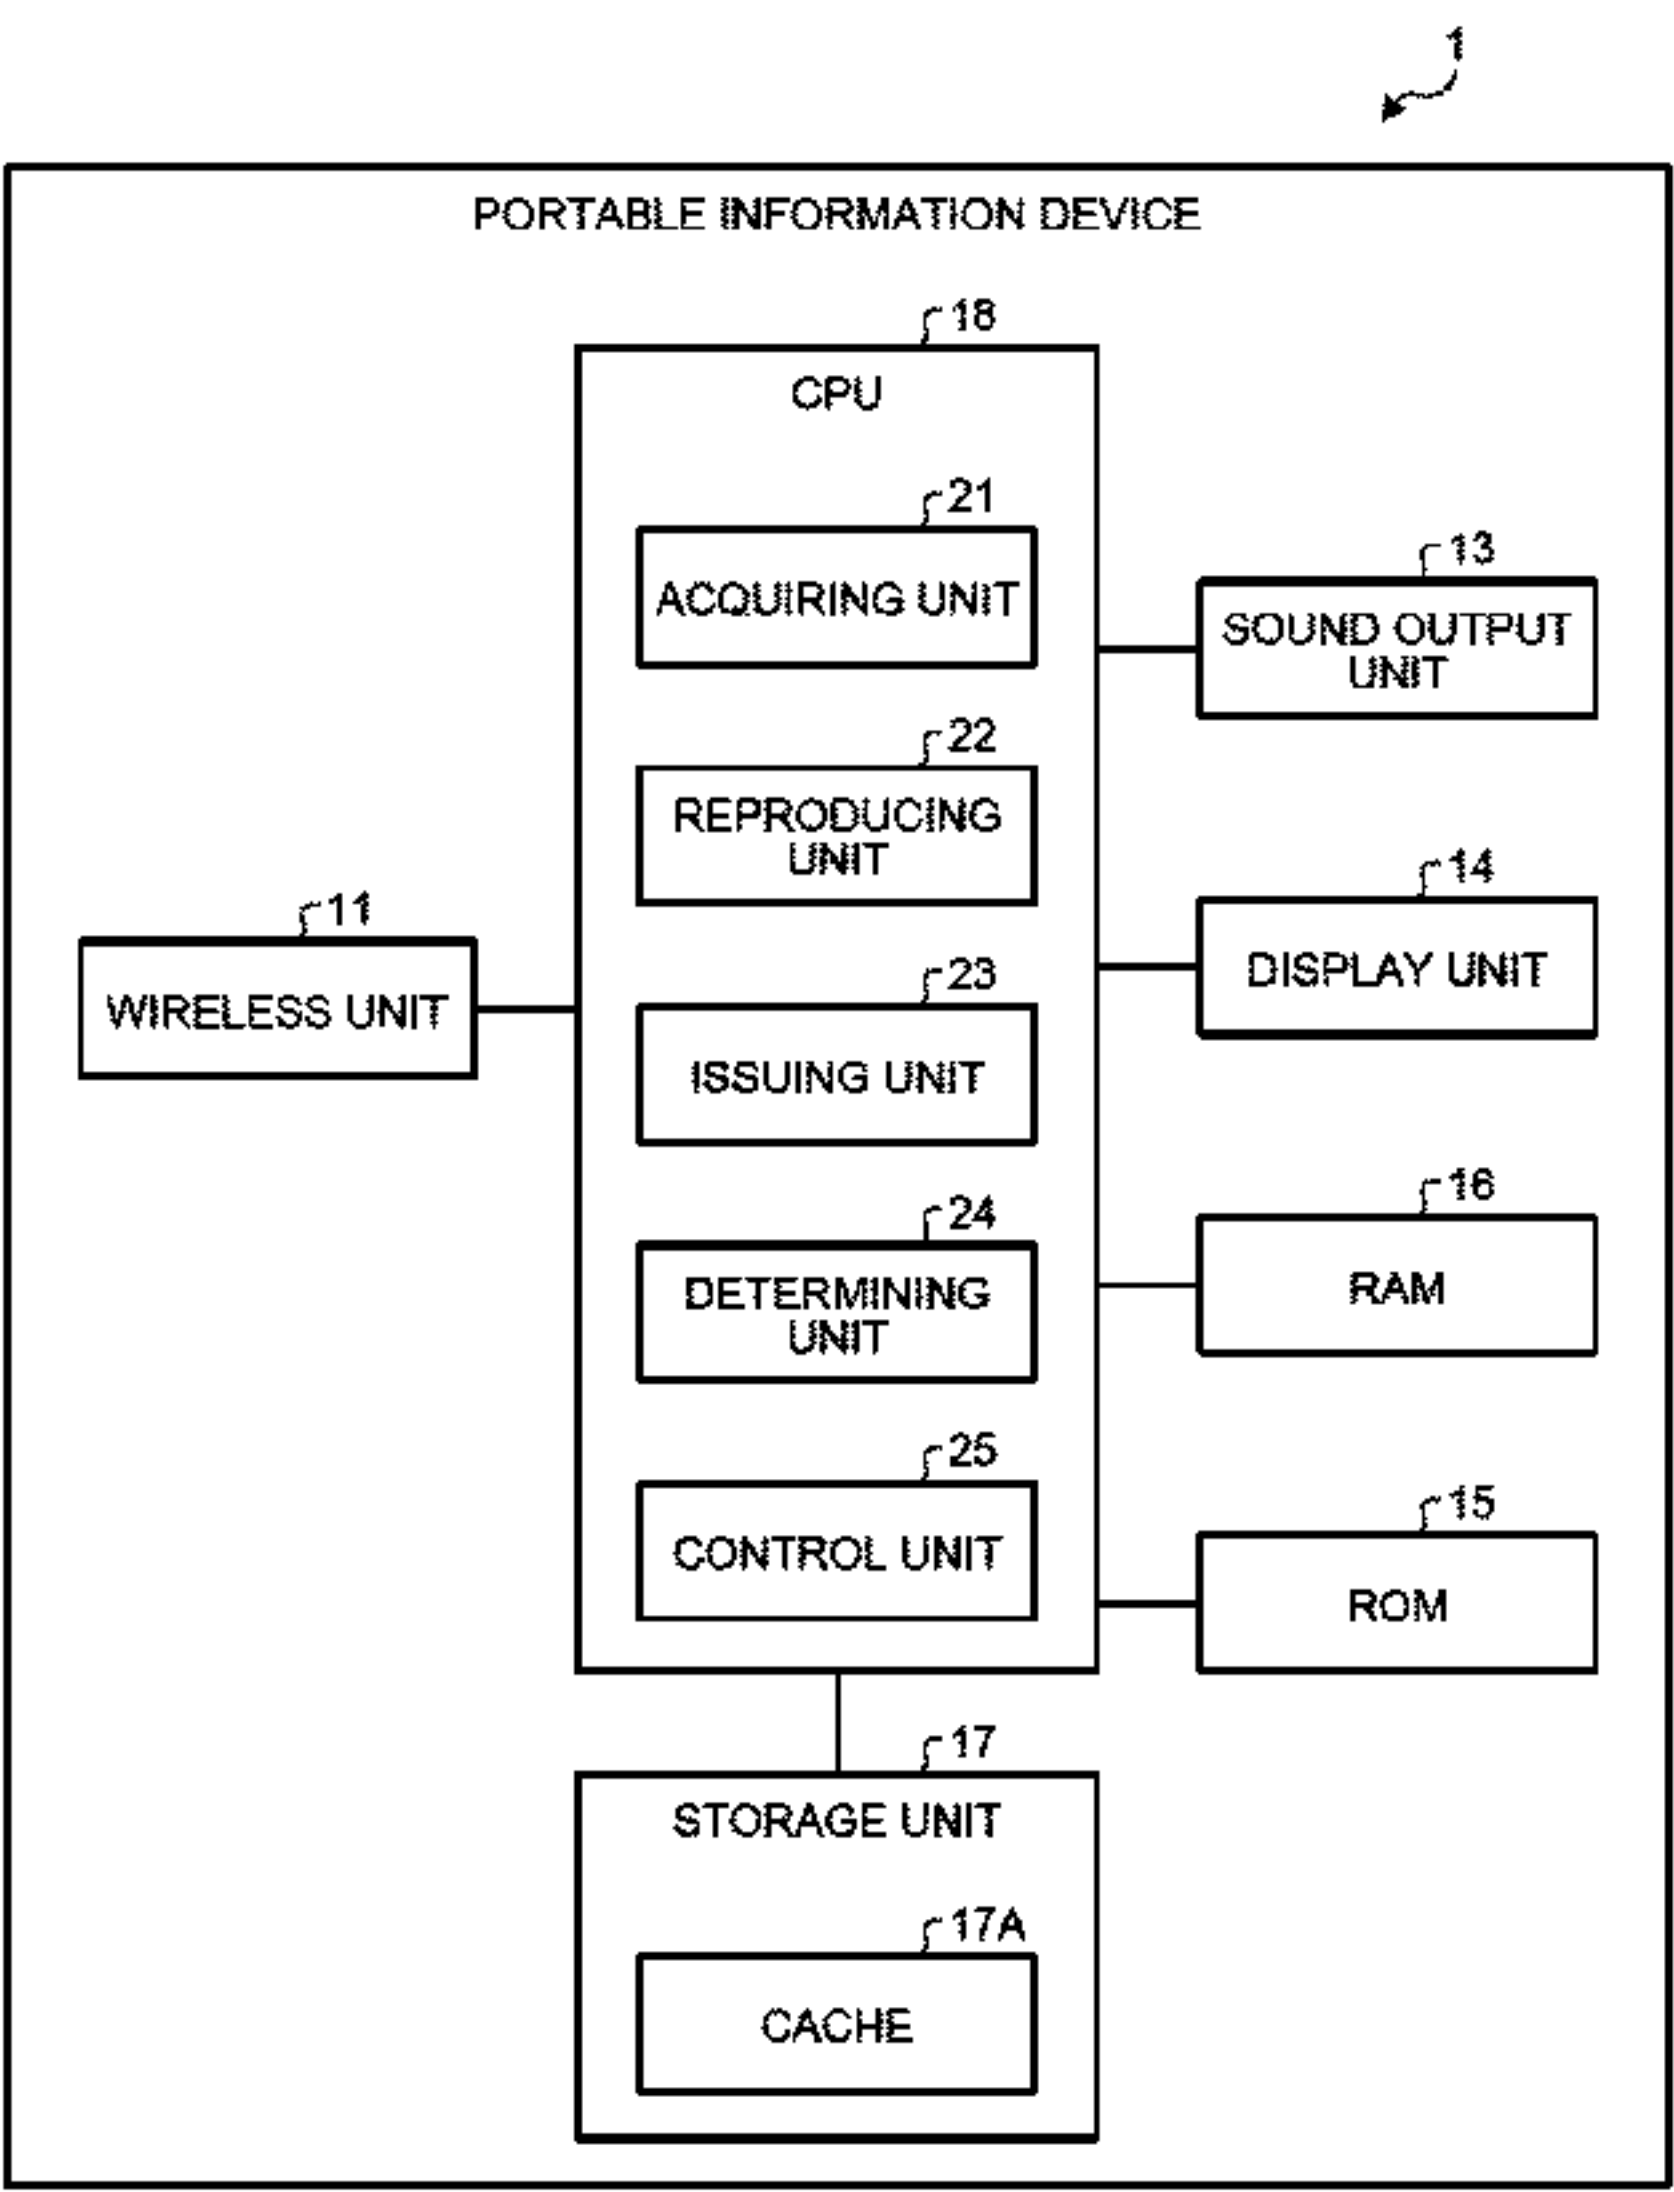 1
PORTABLE INFORMATION DEVICE
18
CPU
21
ACQUIRING UNIT
13
SOUND OUTPUT
UNIT
22
REPRODUCING
UNIT
14
DISPLAY UNIT
11
WIRELESS UNIT
23
ISSUING UNIT
16
RAM
24
DETERMINING
UNIT
25
CONTROL UNIT
15
ROM
17
STORAGE UNIT
17A
CACHE